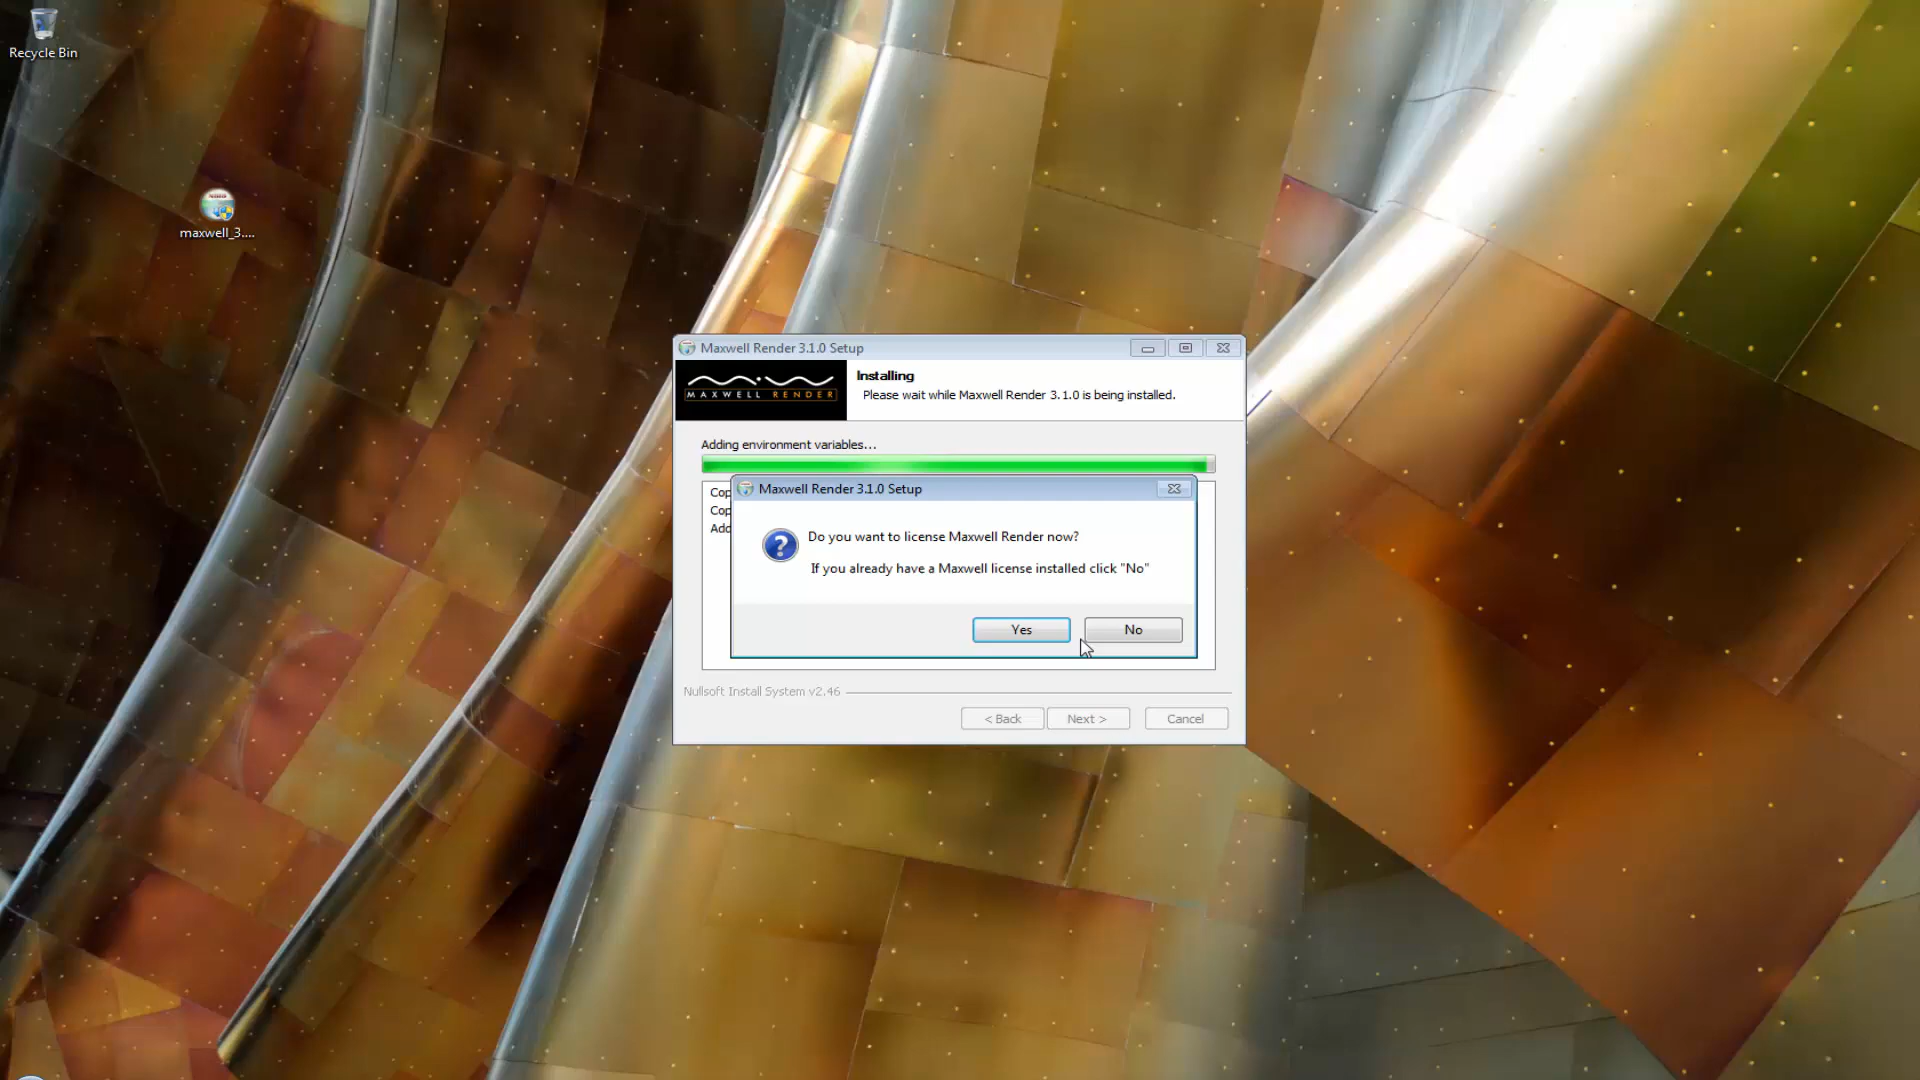 Recycle Bin
maxwell_3....
Maxwell Render 3.1.0 Setup
MAXWELL RENDER
Installing
Please wait while Maxwell Render 3.1.0 is being installed.
Adding environment variables...
Cop
Cop
Add
Maxwell Render 3.1.0 Setup
Do you want to license Maxwell Render now?
If you already have a Maxwell license installed click "No"
Yes
No
Nullsoft Install System v2.46
< Back
Next >
Cancel